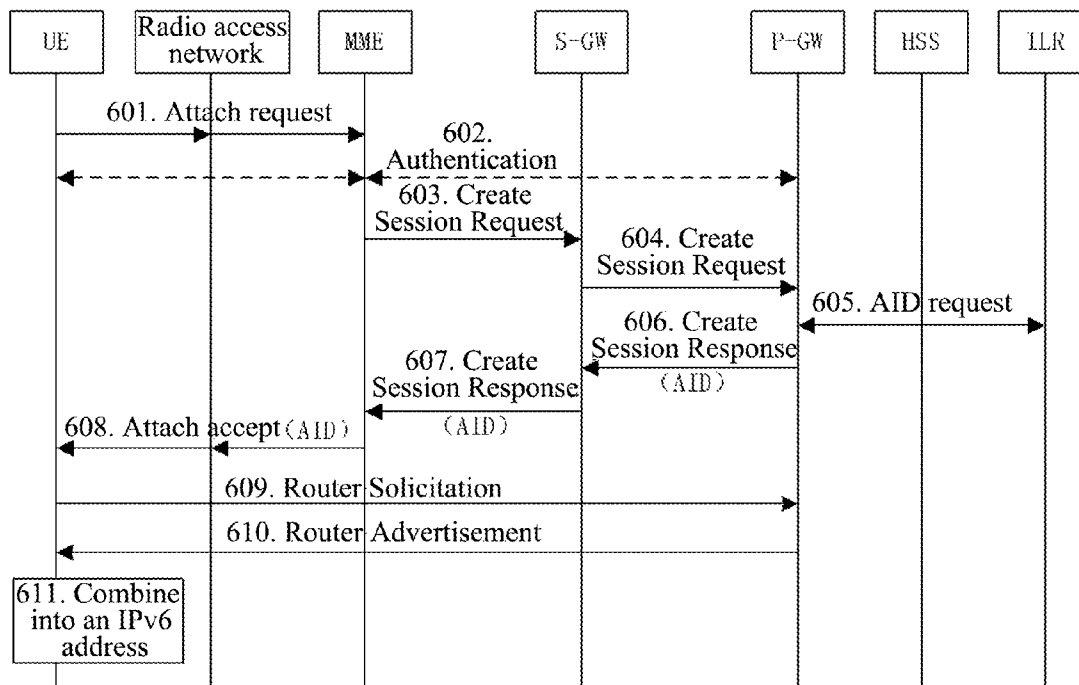 UE
Radio access
network
MME
S-GW
P-GW
HSS
ILR
601. Attach request
602.
Authentication
603. Create
Session Request
604. Create
Session Request
605. AID request
606. Create
Session Response
(AID)
607. Create
Session Response
(AID)
608. Attach accept(AID)
609. Router Solicitation
610. Router Advertisement
611. Combine
into an IPv6
address